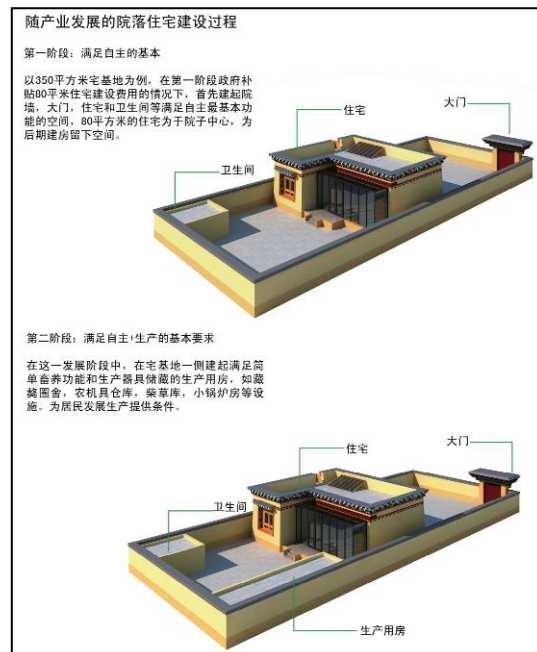 随产业发展的院落住宅建设过程
第一阶段：满足自主的基本
以350平方米宅基地为例，在第一阶段政府补
贴80平米住宅建设费用的情况下，首先建起院
墙，大门，住宅和卫生间等满足自主最基本功
能的空间，80平方米的住宅为于院子中心，为
后期建房留下空间。
住宅
大门
卫生间
第二阶段：满足自主+生产的基本要求
在这一发展阶段中，在宅基地一侧建起满足简
单畜养功能和生产器具储藏的生产用房，如藏
獒圈舍，农机具仓库，柴草库，小锅炉房等设
施。为居民发展生产提供条件。
住宅
大门
卫生间
生产用房